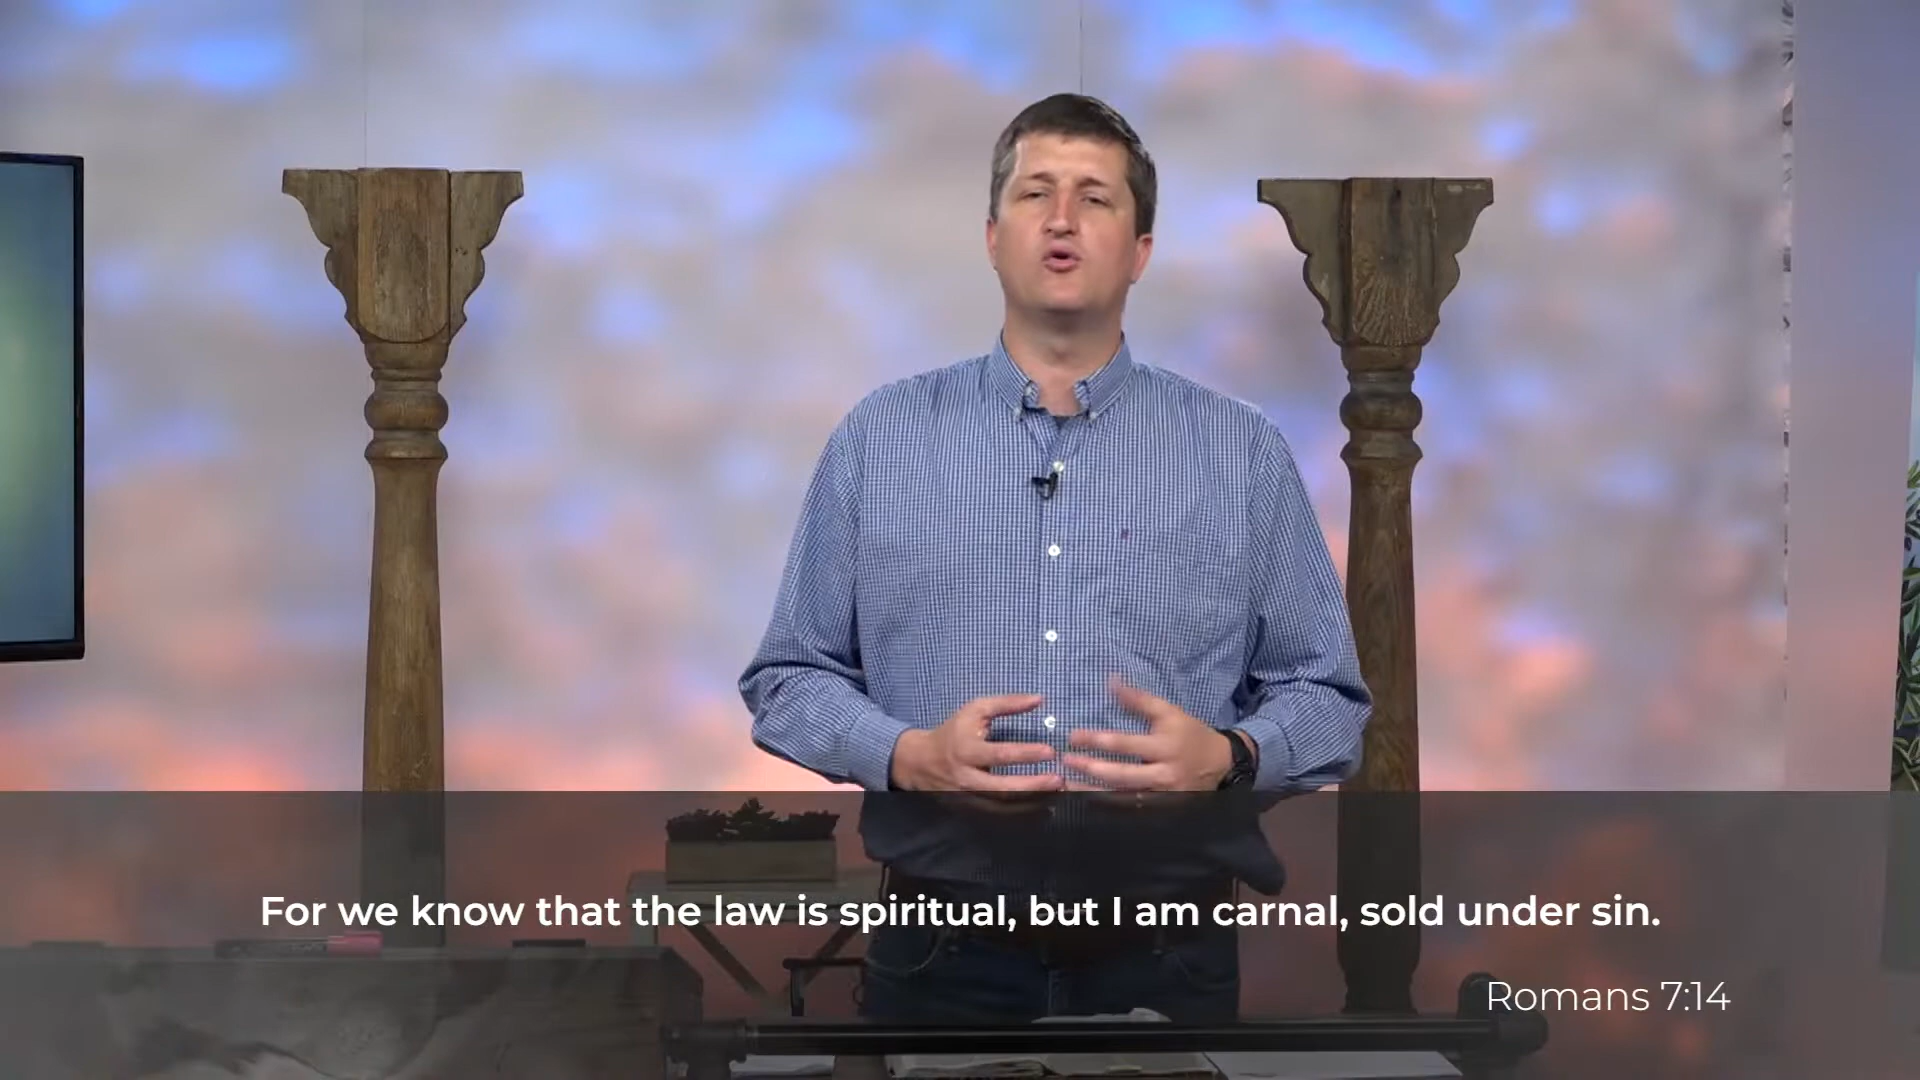 For we know that the law is spiritual, but I am carnal, sold under sin.
Romans 7:14